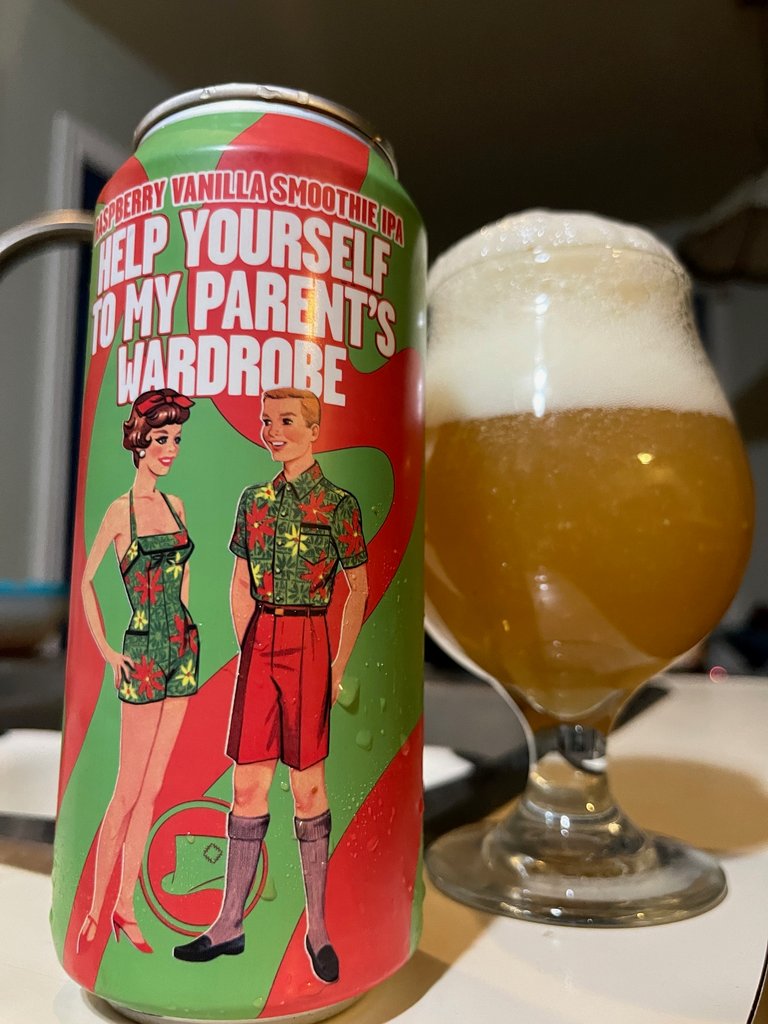 RASPBERRY VANILLA SMOOTHIE IPA
HELP YOURSELF
TO MY PARENT'S
WARDROBE